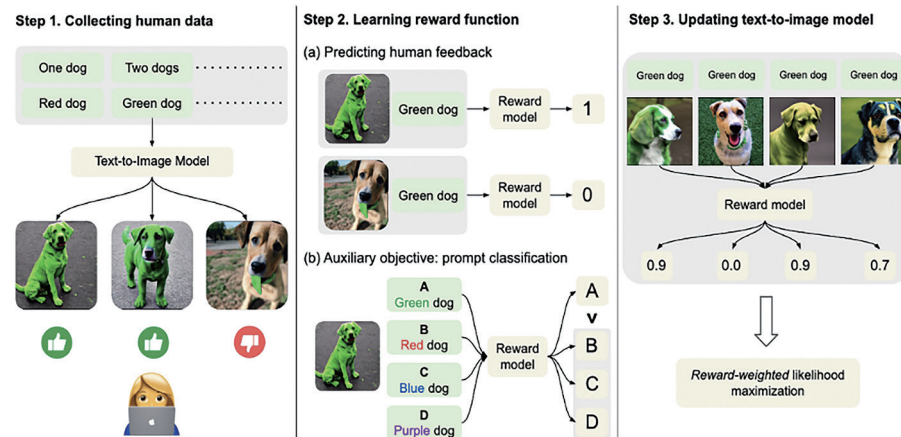 Step 1. Collecting human data
One dog
Two dogs
Red dog
Green dog
Text-to-Image Model
Step 2. Learning reward function
(a) Predicting human feedback
Green dog
Reward
model
1
Green dog
Reward
model
0
(b) Auxiliary objective: prompt classification
A
Green dog
B
Red dog
C
Blue dog
D
Purple dog
Reward
model
A
v
B
C
D
Step 3. Updating text-to-image model
Green dog
Green dog
Green dog
Green dog
Reward model
0.9
0.0
0.9
0.7
Reward-weighted likelihood
maximization